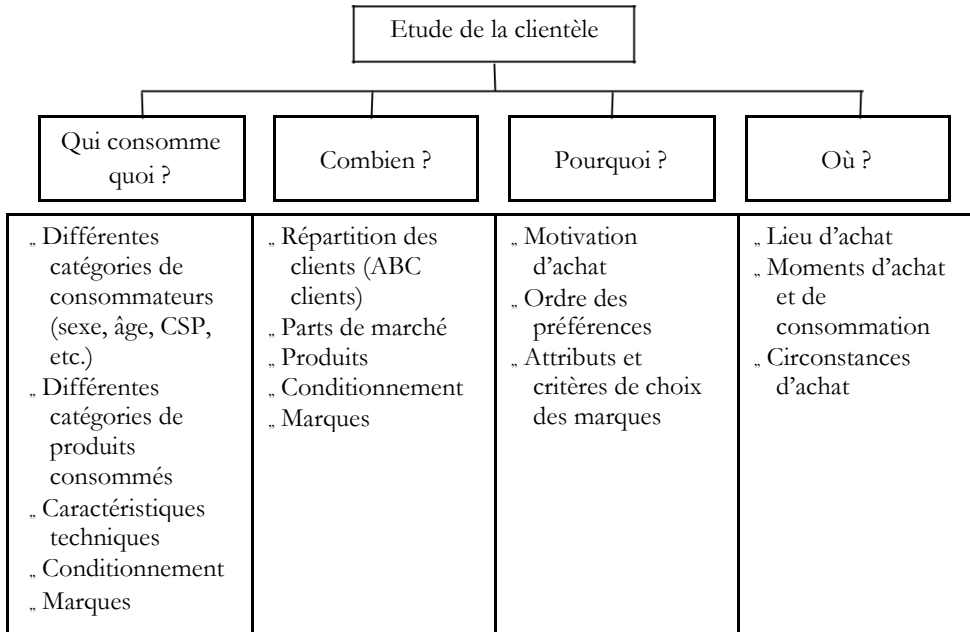 Etude de la clientèle
Qui consomme
quoi ?
Combien ?
Pourquoi ?
Où ?
„ Différentes
catégories de
consommateurs
(sexe, âge, CSP,
etc.)
„ Différentes
catégories de
produits
consommés
„ Caractéristiques
techniques
„ Conditionnement
„ Marques
„ Répartition des
clients (ABC
clients)
„ Parts de marché
„ Produits
„ Conditionnement
„ Marques
„ Motivation
d’achat
„ Ordre des
préférences
„ Attributs et
critères de choix
des marques
„ Lieu d’achat
„ Moments d’achat
et de
consommation
„ Circonstances
d’achat